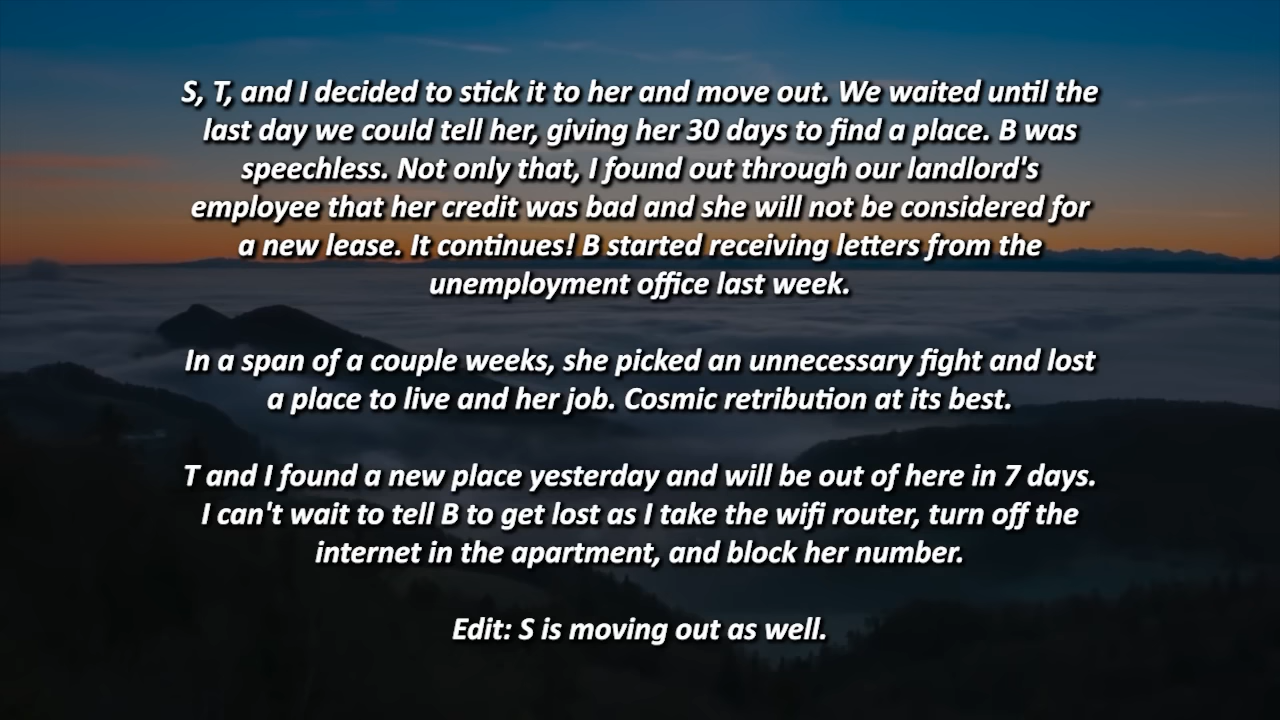 S, T, and I decided to stick it to her and move out. We waited until the
last day we could tell her, giving her 30 days to find a place. B was
speechless. Not only that, I found out through our landlord's
employee that her credit was bad and she will not be considered for
a new lease. It continues! B started receiving letters from the
unemployment office last week.
In a span of a couple weeks, she picked an unnecessary fight and lost
a place to live and her job. Cosmic retribution at its best.
T and I found a new place yesterday and will be out of here in 7 days.
I can't wait to tell B to get lost as I take the wifi router, turn off the
internet in the apartment, and block her number.
Edit: S is moving out as well.